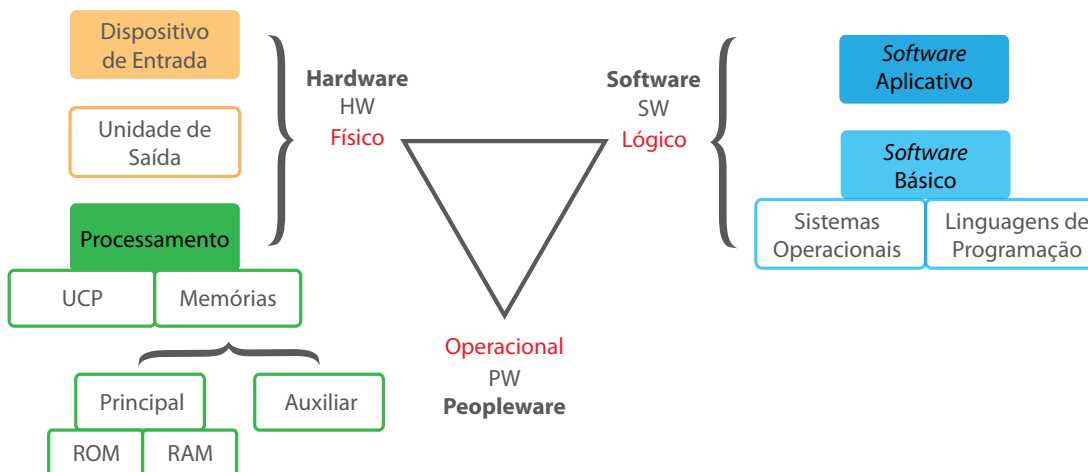 Dispositivo
de Entrada
Unidade de
Saída
Processamento
UCP
Memórias
Principal
Auxiliar
ROM
RAM
Hardware
HW
Físico
Software
SW
Lógico
Operacional
PW
Peopleware
Software
Aplicativo
Software
Básico
Sistemas
Operacionais
Linguagens de
Programação